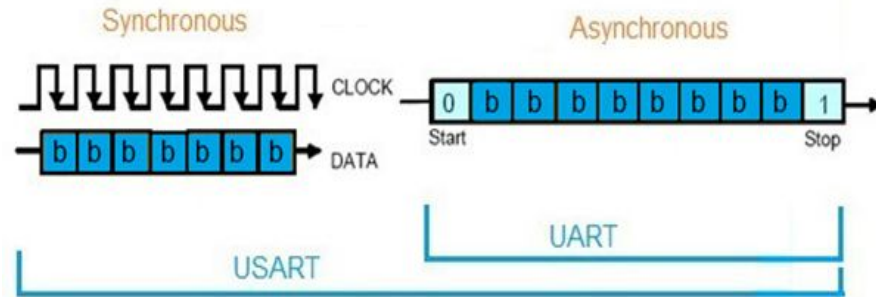 Synchronous
CLOCK
b b b b b b b
DATA
Asynchronous
0 b b b b b b b b 1
Start Stop
UART
USART